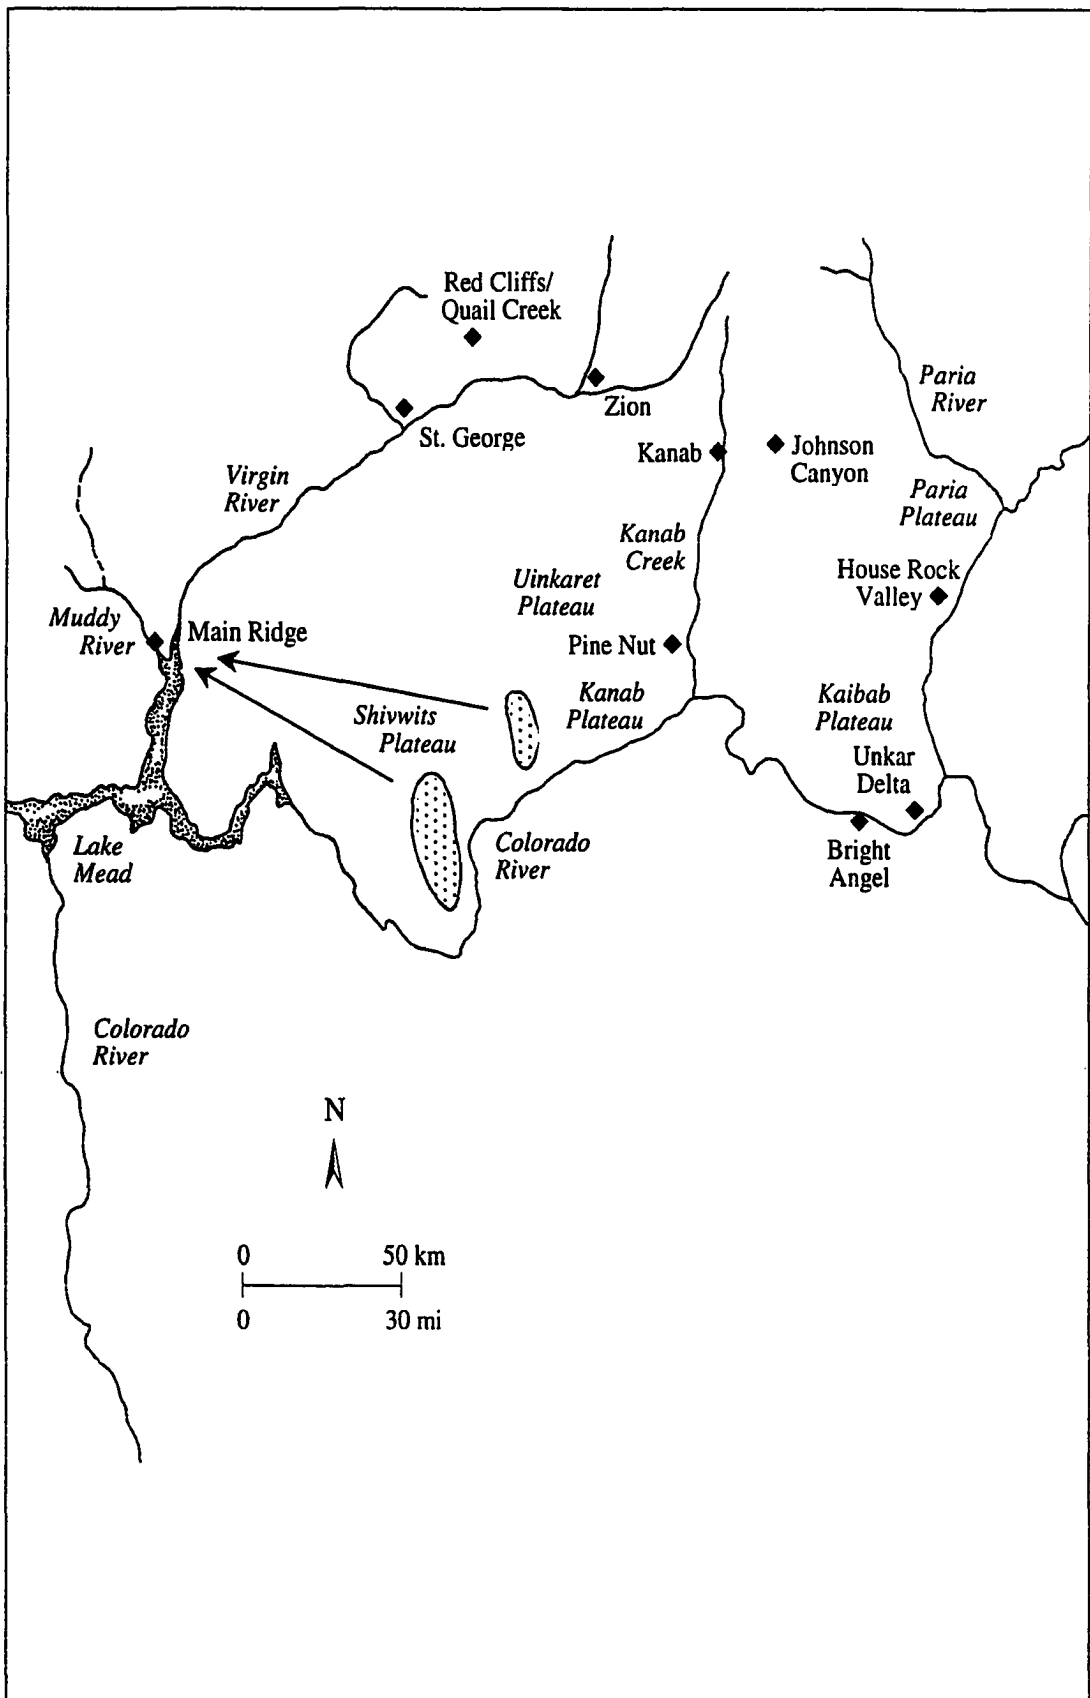 Red Cliffs/
Quail Creek
Zion
St. George
Paria
River
Kanab
Johnson
Canyon
Virgin
River
Paria
Plateau
Kanab
Creek
House Rock
Valley
Uinkaret
Plateau
Muddy
River
Main Ridge
Pine Nut
Kanab
Plateau
Kaibab
Plateau
Shivwits
Plateau
Unkar
Delta
Lake
Mead
Colorado
River
Bright
Angel
Colorado
River
N
0 50 km
0 30 mi